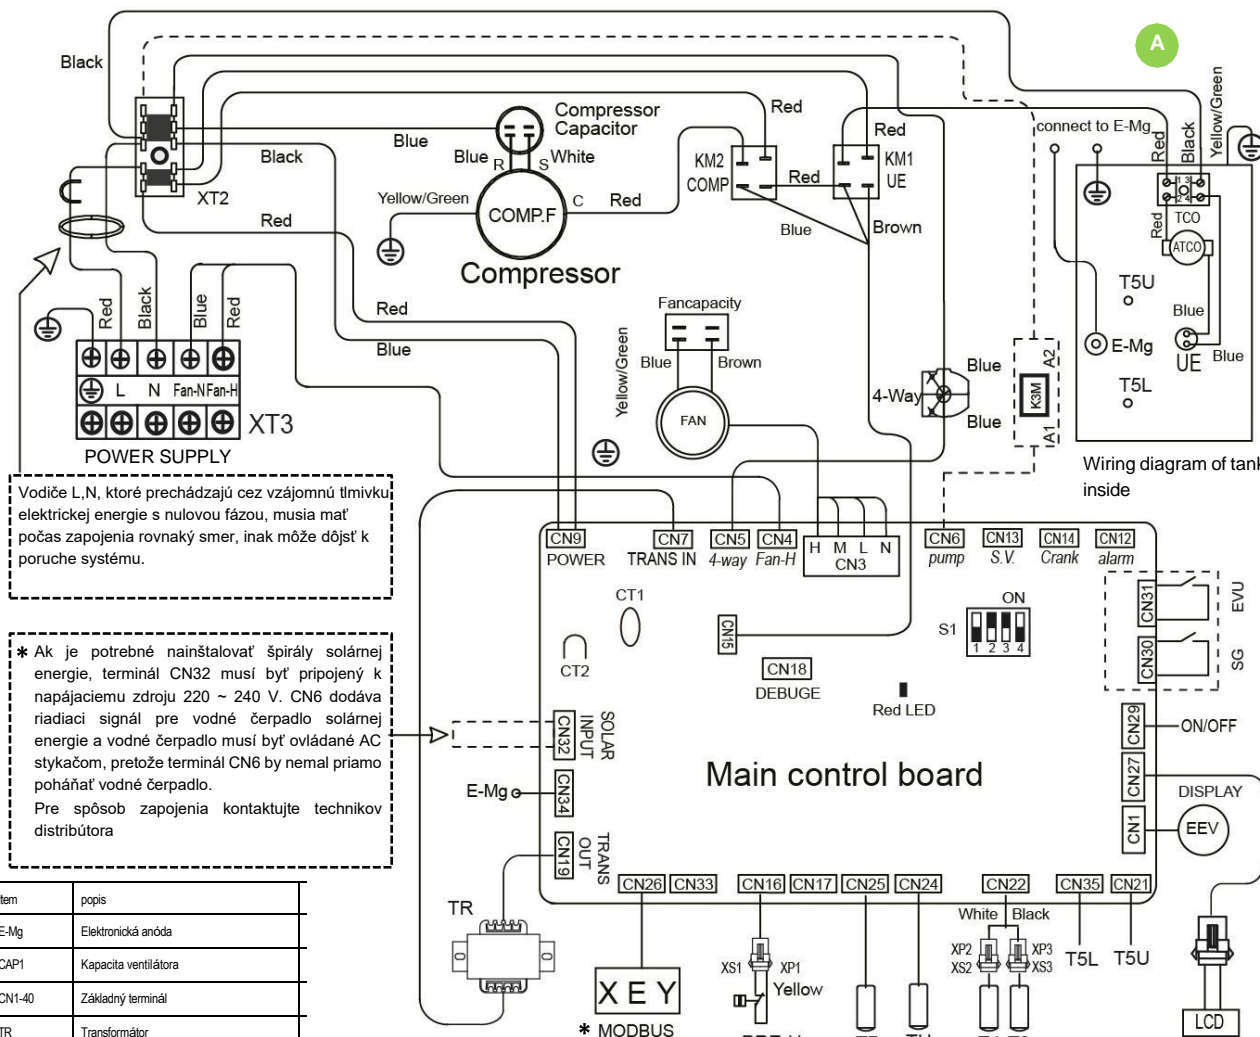 A
Black
Yellow/Green
connect to E-Mg
Red
Black
Compressor
Capacitor
Red
Red
Blue
Blue
White
R
S
Black
XT2
KM2
COMP
KM1
UE
Red
1 3
2 4
TCO
Yellow/Green
COMP.F
C
Red
Red
Blue
Brown
Red
ATCO
Compressor
T5U
Fancapacity
Red
Black
Blue
Red
Red
Blue
Blue
E-Mg
UE
Blue
Yellow/Green
Blue
Brown
4-Way
Blue
Blue
A2
K3M
A1
T5L
L
N
Fan-N
Fan-H
XT3
FAN
POWER SUPPLY
Wiring diagram of tank
inside
Vodiče L,N, ktoré prechádzajú cez vzájomnú tlmivku
elektrickej energie s nulovou fázou, musia mať
počas zapojenia rovnaký smer, inak môže dôjsť k
poruche systému.
CN9
POWER
CN7
TRANS IN
CN5
4-way
CN4
Fan-H
H M L N
CN3
CN6
pump
CN13
S.V.
CN14
Crank
CN12
alarm
CT1
CT2
CN15
CN18
DEBUGE
ON
S1
1 2 3 4
Red LED
CN31
EVU
CN30
SG
* Ak je potrebné nainštalovať špirály solárnej
energie, terminál CN32 musí byť pripojený k
napájaciemu zdroju 220 ~ 240 V. CN6 dodáva
riadiaci signál pre vodné čerpadlo solárnej
energie a vodné čerpadlo musí byť ovládané AC
stykačom, pretože terminál CN6 by nemal priamo
poháňať vodné čerpadlo.
Pre spôsob zapojenia kontaktujte technikov
distribútora
CN32
SOLAR
INPUT
E-Mg
CN34
CN19
TRANS
OUT
Main control board
CN29
ON/OFF
CN27
DISPLAY
CN1
EEV
CN26
CN33
CN16
CN17
CN25
CN24
CN22
CN35
CN21
White
Black
TR
XS1
XP1
Yellow
XP2
XS2
XP3
XS3
T5L
T5U
XEY
* MODBUS
LCD
popis
E-Mg
Elektronická anóda
CAP1
Kapacita ventilátora
CN1-40
Základný terminál
TR
Transformátor